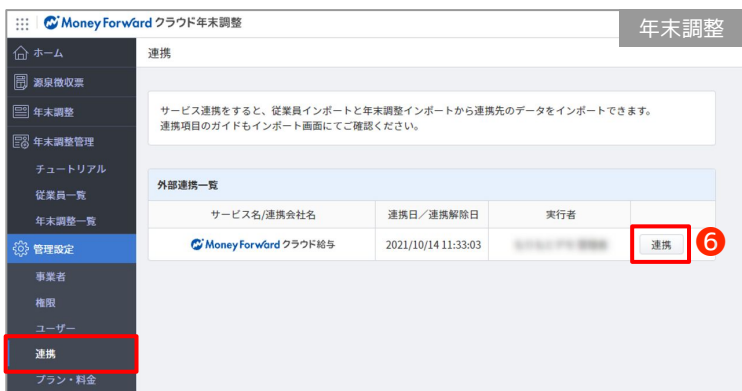 Money Forward クラウド年末調整
年末調整
ホーム
源泉徴収票
年末調整
年末調整管理
チュートリアル
従業員一覧
年末調整一覧
管理設定
事業者
権限
ユーザー
連携
プラン・料金
連携
サービス連携をすると、従業員インポートと年末調整インポートから連携先のデータをインポートできます。
連携項目のガイドもインポート画面にてご確認ください。
外部連携一覧
サービス名/連携会社名 連携日/連携解除日 実行者
Money Forward クラウド給与 2021/10/14 11:33:03 連携 6